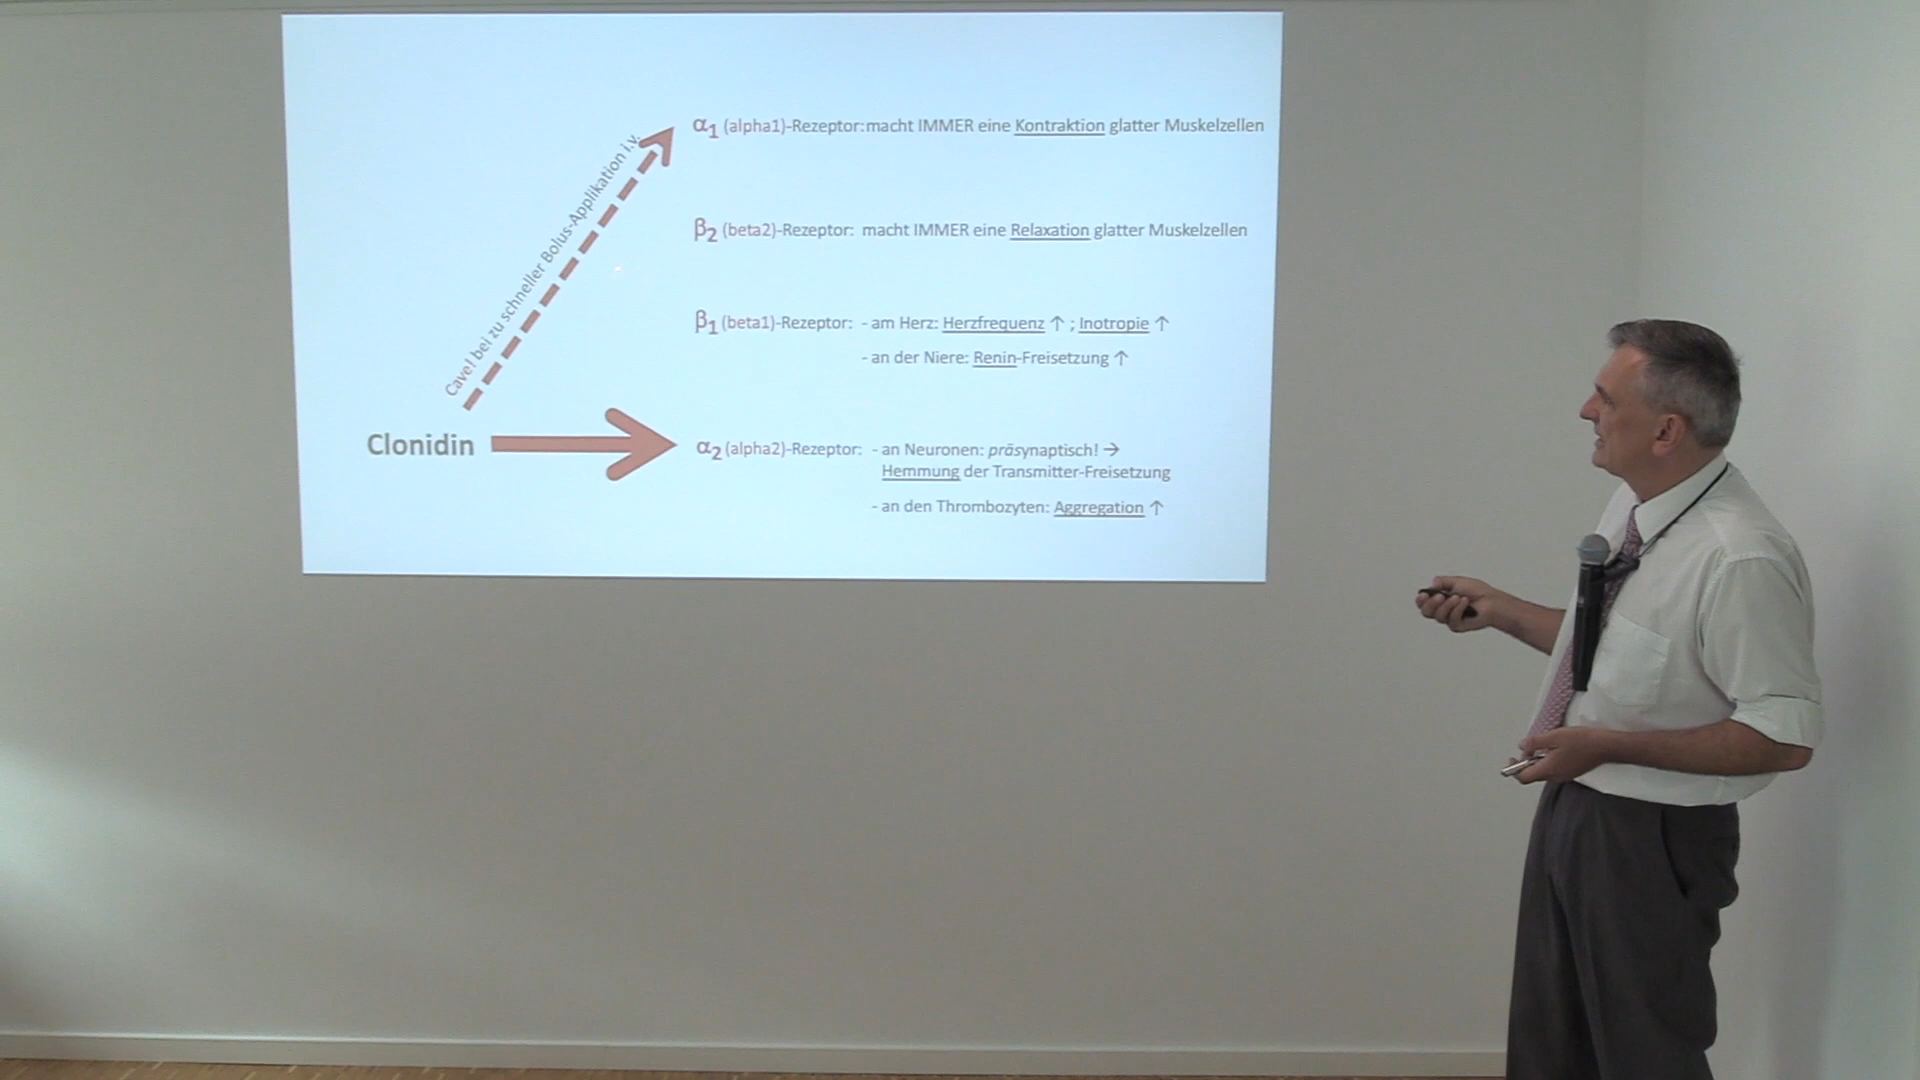 α1 (alpha1)-Rezeptor: macht IMMER eine Kontraktion glatter Muskelzellen
Cave! bei zu schneller Bolus-Applikation i.v.
β2 (beta2)-Rezeptor: macht IMMER eine Relaxation glatter Muskelzellen
β1 (beta1)-Rezeptor: - am Herz: Herzfrequenz ↑ ; Inotropie ↑
- an der Niere: Renin-Freisetzung ↑
Clonidin
α2 (alpha2)-Rezeptor: - an Neuronen: präsynaptisch! →
Hemmung der Transmitter-Freisetzung
- an den Thrombozyten: Aggregation ↑